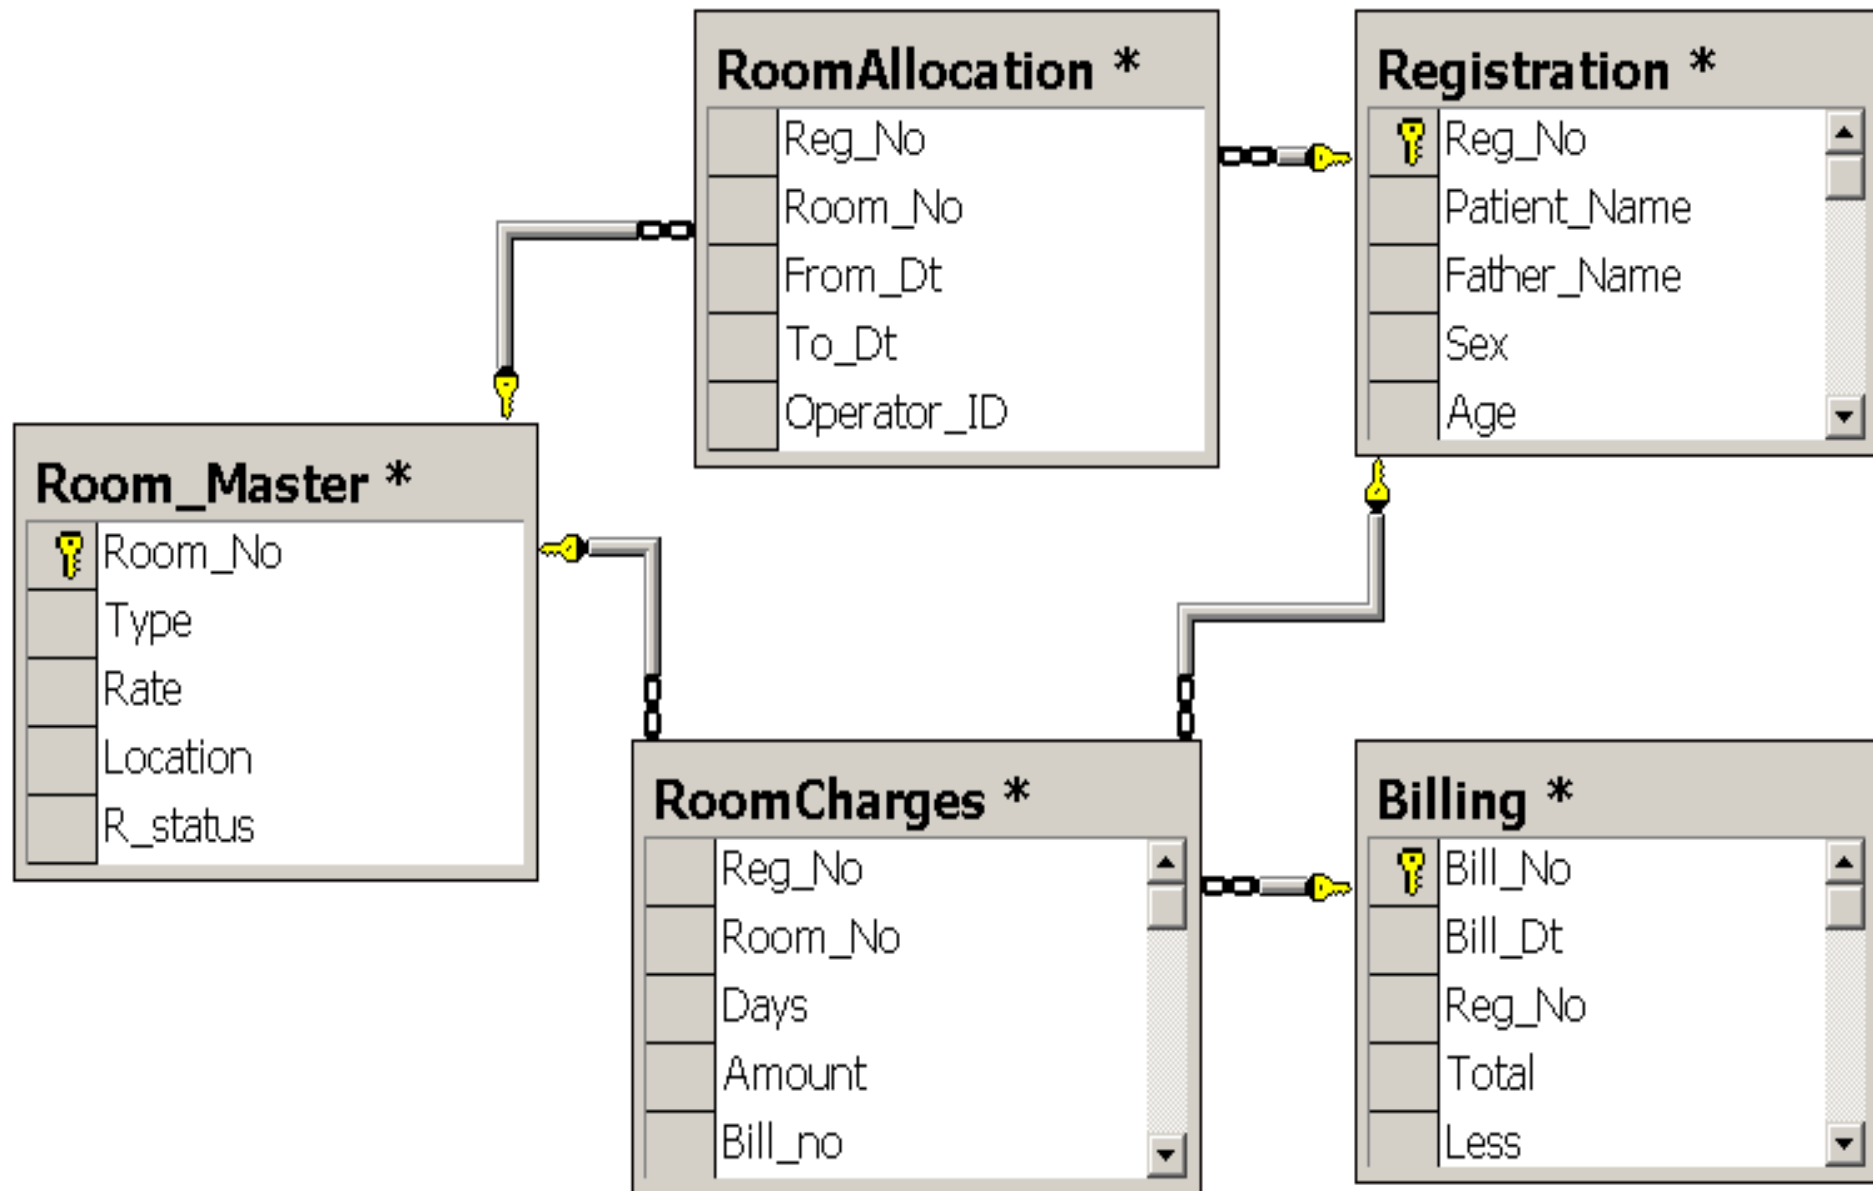 RoomAllocation *
Reg_No
Room_No
From_Dt
To_Dt
Operator_ID
Registration *
Reg_No
Patient_Name
Father_Name
Sex
Age
Room_Master *
Room_No
Type
Rate
Location
R_status
RoomCharges *
Reg_No
Room_No
Days
Amount
Bill_no
Billing *
Bill_No
Bill_Dt
Reg_No
Total
Less